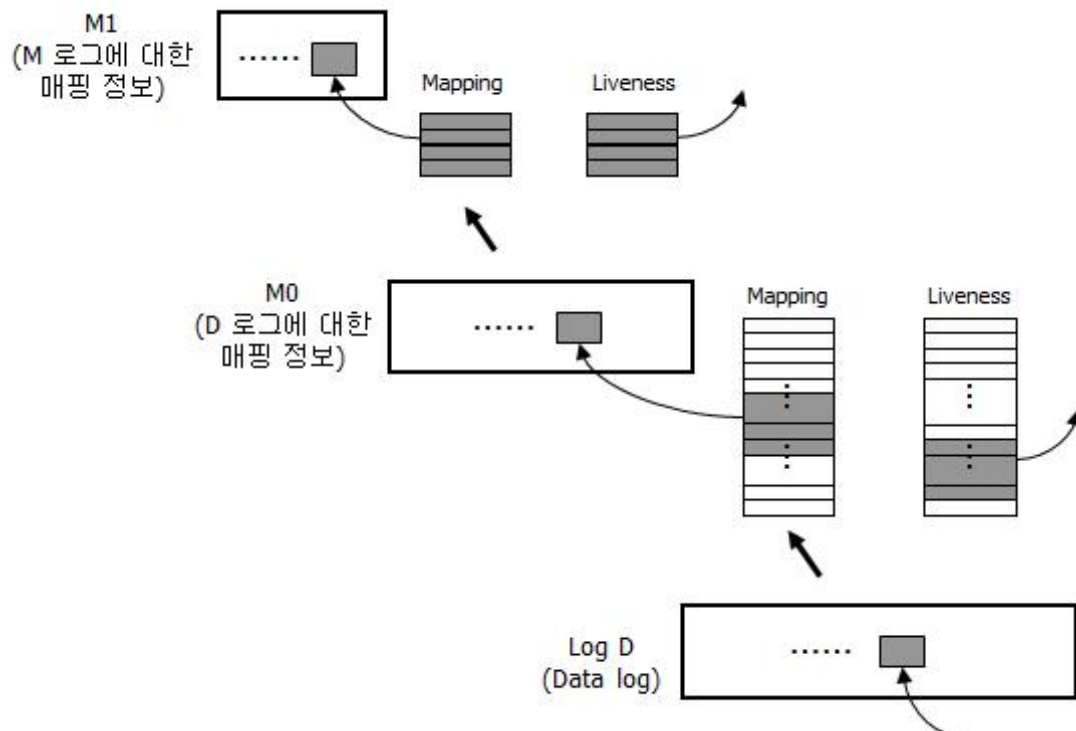 M1
(M 로그에 대한
매핑 정보)
Mapping
Liveness
M0
(D 로그에 대한
매핑 정보)
Mapping
Liveness
Log D
(Data log)